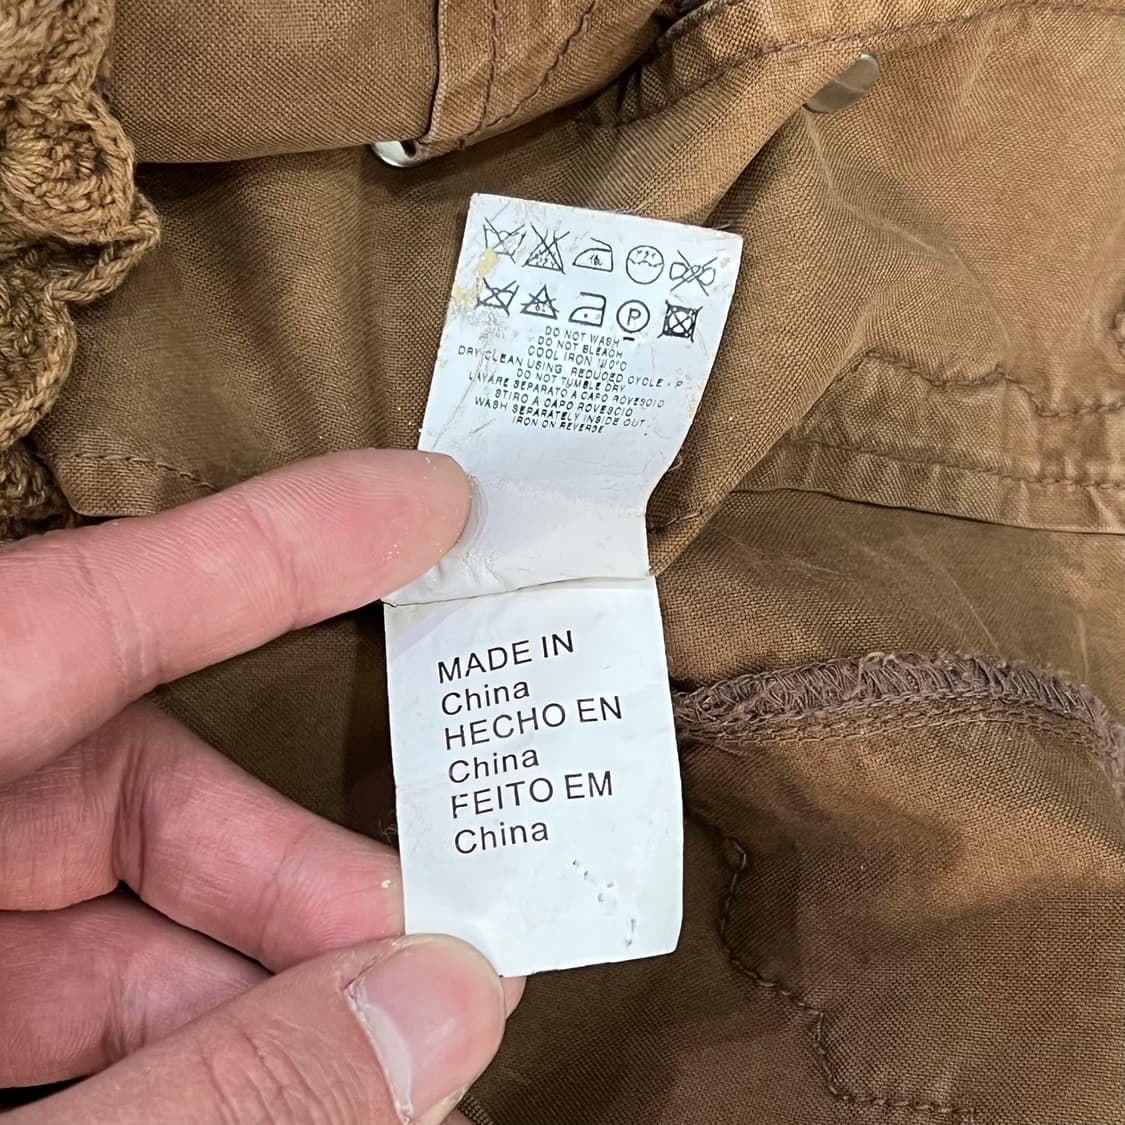 P
DO NOT WASH
DO NOT BLEACH
COOL IRON 110°C
DRY CLEAN USING REDUCED CYCLE - P
DO NOT TUMBLE DRY
LAVARE SEPARATO A CAPO ROVESCIO
STIRO A CAPO ROVESCIO
WASH SEPARATELY INSIDE OUT
IRON ON REVERSE
MADE IN
China
HECHO EN
China
FEITO EM
China